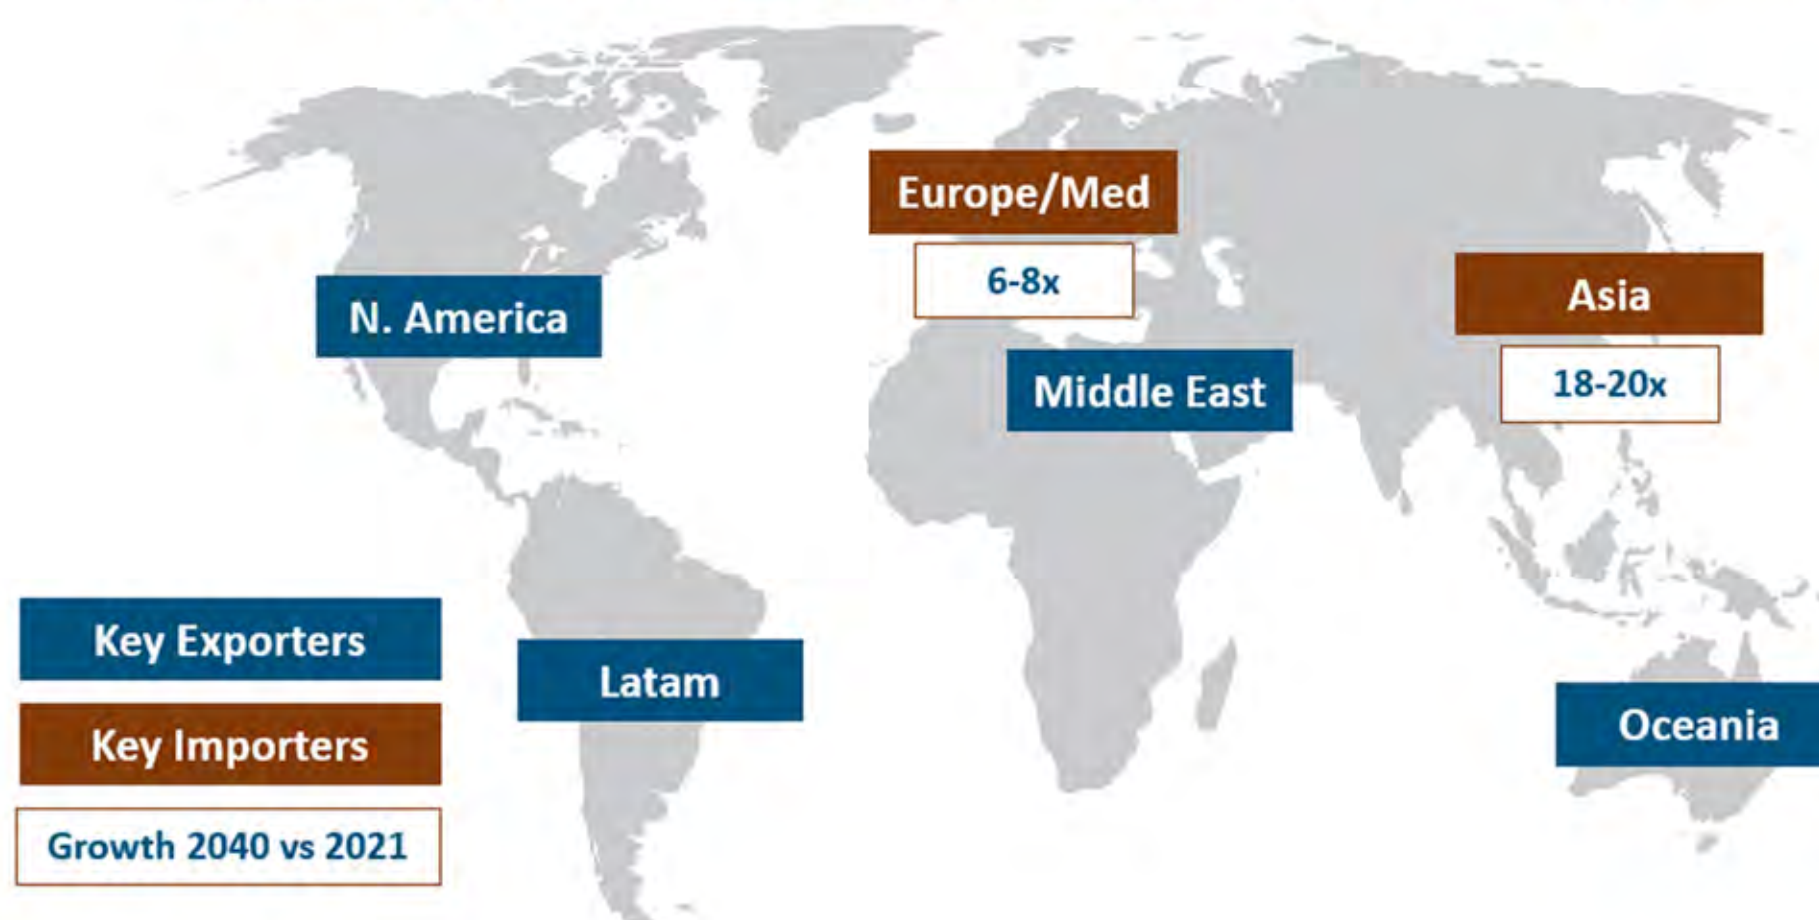 Europe/Med
6-8x
N. America
Asia
18-20x
Middle East
Latam
Oceania
Key Exporters
Key Importers
Growth 2040 vs 2021